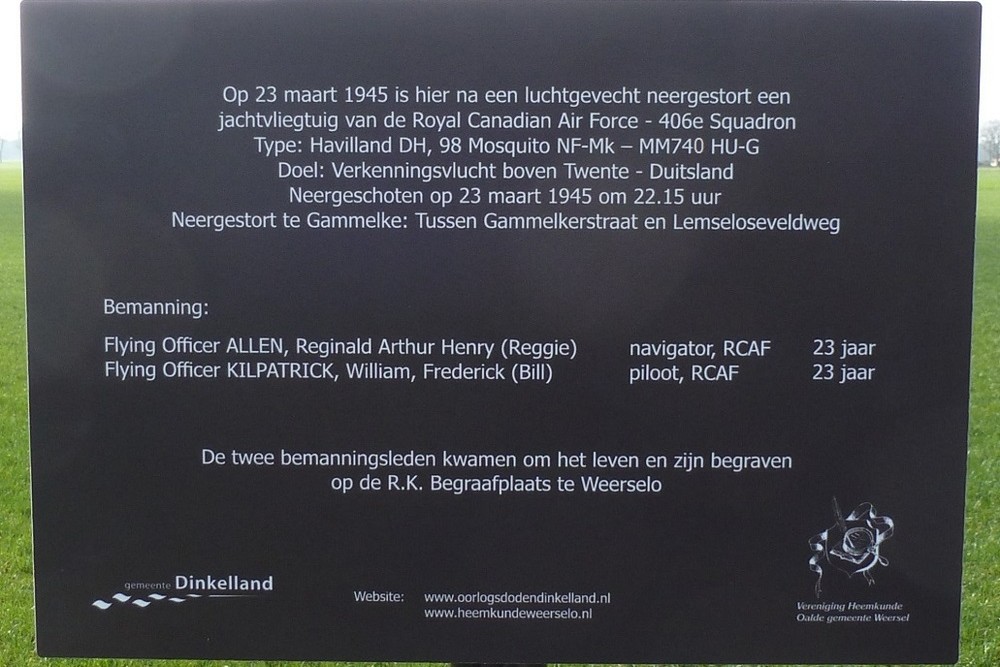 Op 23 maart 1945 is hier na een luchtgevecht neergestort een
jachtvliegtuig van de Royal Canadian Air Force - 406e Squadron
Type: Havilland DH, 98 Mosquito NF-Mk – MM740 HU-G
Doel: Verkenningsvlucht boven Twente - Duitsland
Neergeschoten op 23 maart 1945 om 22.15 uur
Neergestort te Gammelke: Tussen Gammelkerstraat en Lemseloseveldweg
Bemanning:
Flying Officer ALLEN, Reginald Arthur Henry (Reggie) navigator, RCAF 23 jaar
Flying Officer KILPATRICK, William, Frederick (Bill) piloot, RCAF 23 jaar
De twee bemanningsleden kwamen om het leven en zijn begraven
op de R.K. Begraafplaats te Weerselo
gemeente Dinkelland
Website: www.oorlogsdodendinkelland.nl
www.heemkundeweerselo.nl
Vereniging Heemkunde
Oalde gemeente Weersel